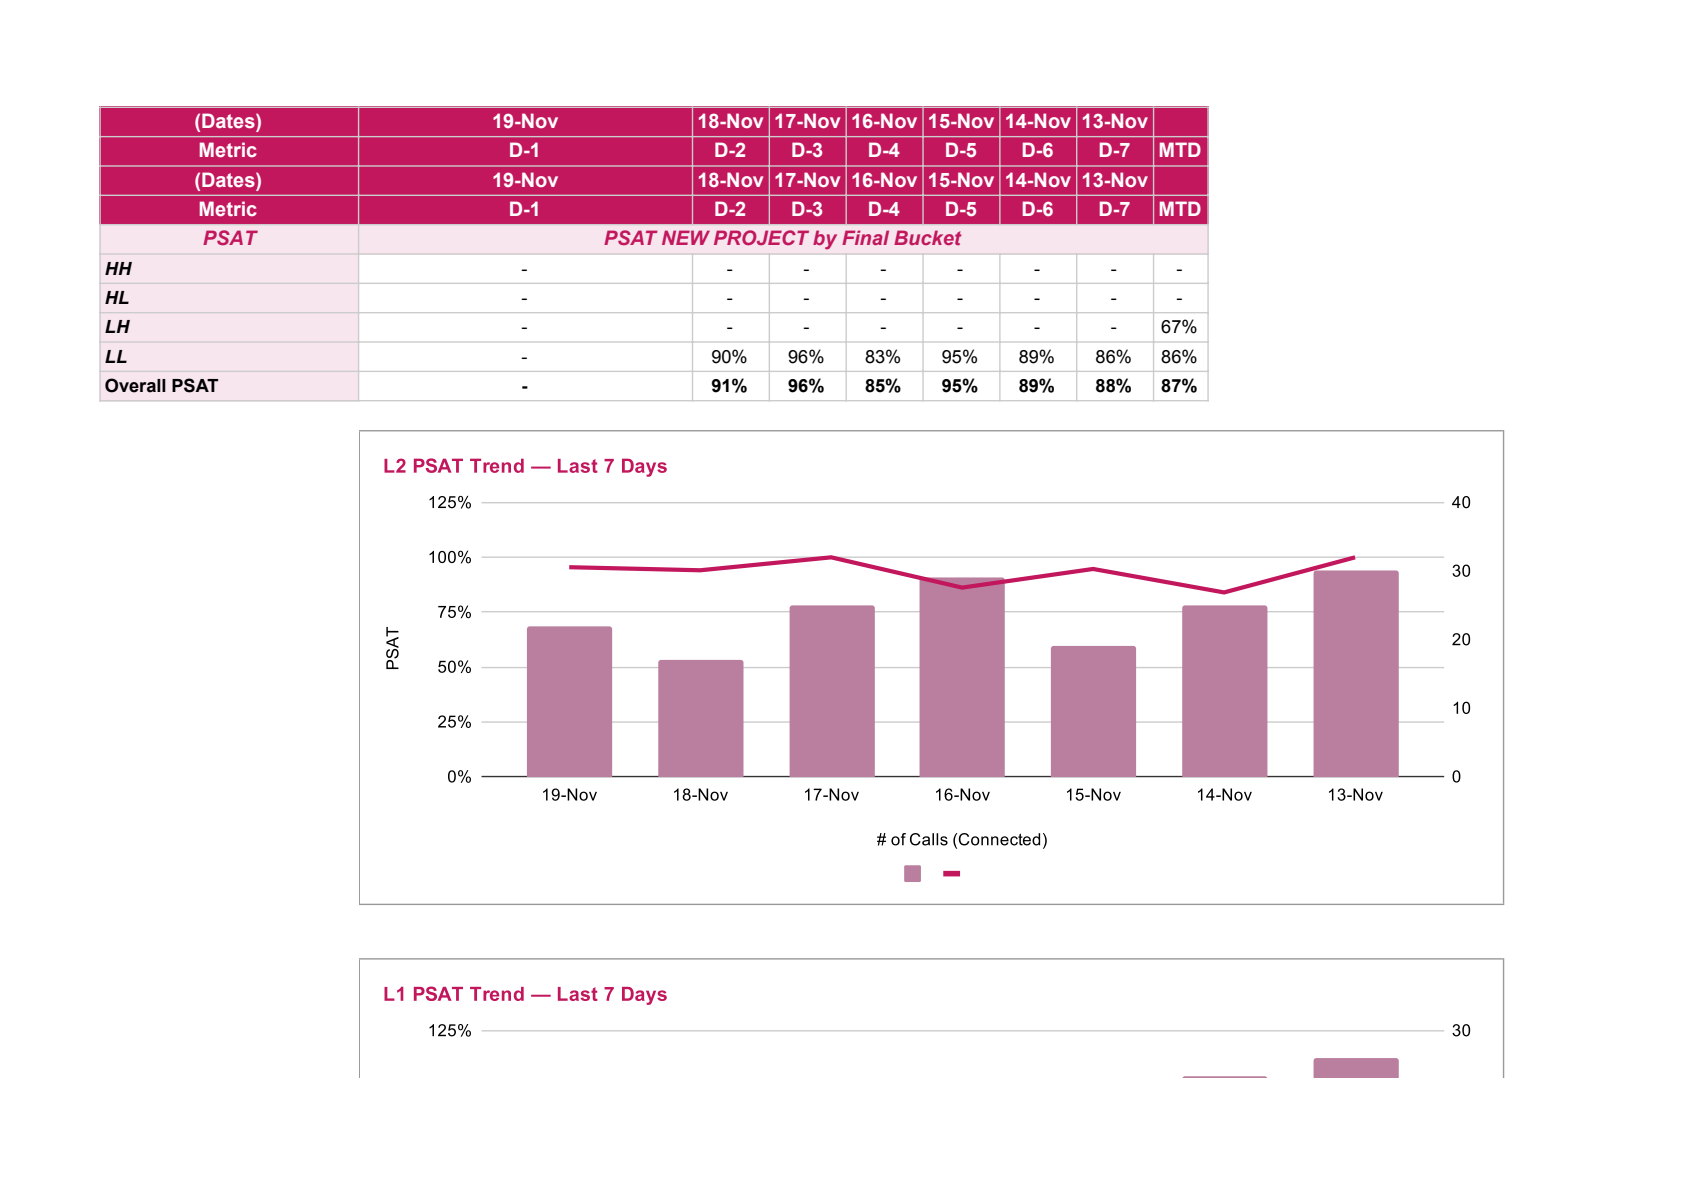 (Dates) 19-Nov 18-Nov 17-Nov 16-Nov 15-Nov 14-Nov 13-Nov
Metric D-1 D-2 D-3 D-4 D-5 D-6 D-7 MTD
(Dates) 19-Nov 18-Nov 17-Nov 16-Nov 15-Nov 14-Nov 13-Nov
Metric D-1 D-2 D-3 D-4 D-5 D-6 D-7 MTD
PSAT PSAT NEW PROJECT by Final Bucket
HH - - - - - - - -
HL - - - - - - - -
LH - - - - - - - 67%
LL - 90% 96% 83% 95% 89% 86% 86%
Overall PSAT - 91% 96% 85% 95% 89% 88% 87%
L2 PSAT Trend — Last 7 Days
125% 40
100%
30
75%
20
PSAT
50%
25%
10
0% 0
19-Nov 18-Nov 17-Nov 16-Nov 15-Nov 14-Nov 13-Nov
# of Calls (Connected)
L1 PSAT Trend — Last 7 Days
125% 30